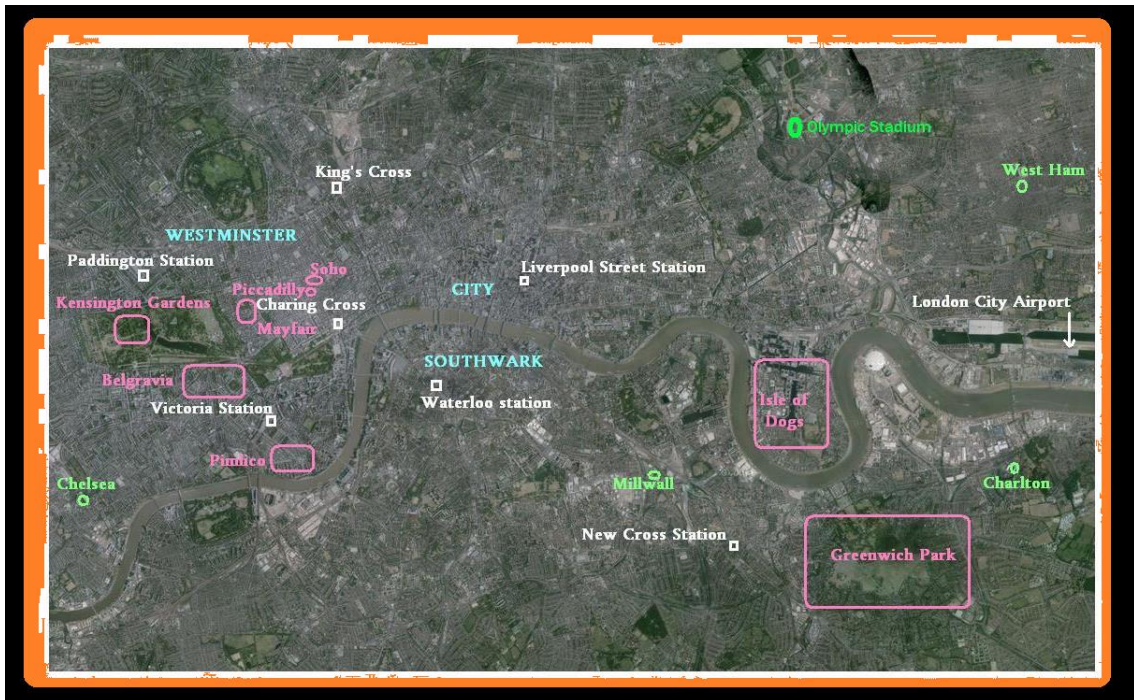 Olympic Stadium
King's Cross
West Ham
WESTMINSTER
Paddington Station
Soho
Liverpool Street Station
Piccadilly
CITY
Kensington Gardens
Charing Cross
London City Airport
Mayfair
SOUTHWARK
Belgravia
Isle of
Dogs
Victoria Station
Waterloo station
Pimlico
Chelsea
Millwall
Charlton
New Cross Station
Greenwich Park